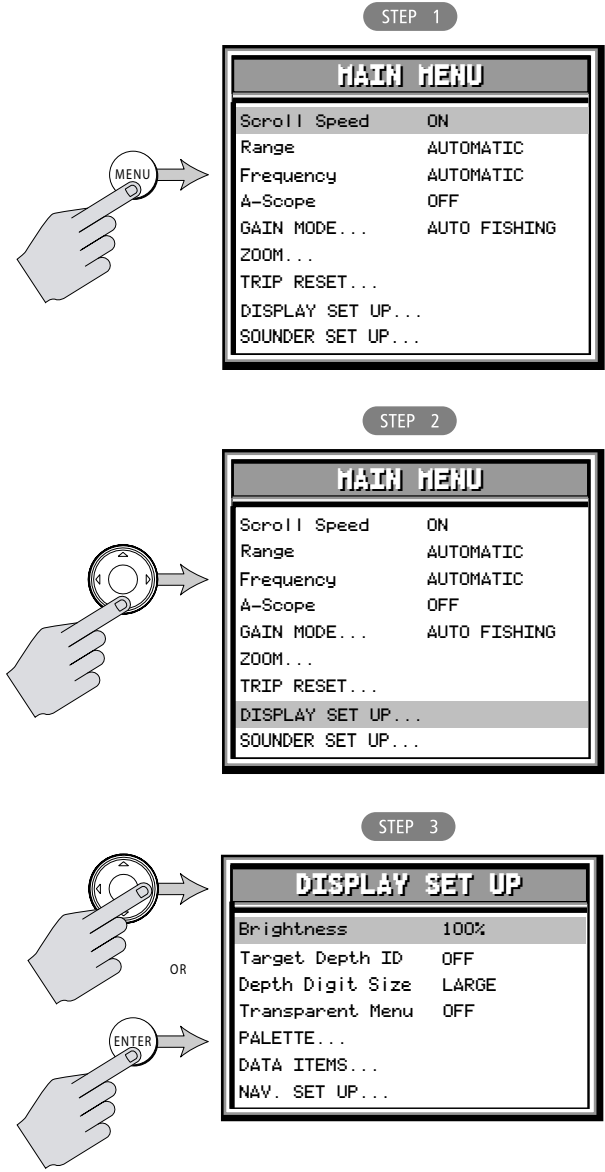 STEP 1
MAIN MENU
Scroll Speed ON
MENU
Range AUTOMATIC
Frequency AUTOMATIC
A-Scope OFF
GAIN MODE... AUTO FISHING
ZOOM...
TRIP RESET...
DISPLAY SET UP...
SOUNDER SET UP...
STEP 2
MAIN MENU
Scroll Speed ON
Range AUTOMATIC
Frequency AUTOMATIC
A-Scope OFF
GAIN MODE... AUTO FISHING
ZOOM...
TRIP RESET...
DISPLAY SET UP...
SOUNDER SET UP...
STEP 3
DISPLAY SET UP
Brightness 100%
Target Depth ID OFF
OR
Depth Digit Size LARGE
Transparent Menu OFF
ENTER
PALETTE...
DATA ITEMS...
NAV. SET UP...